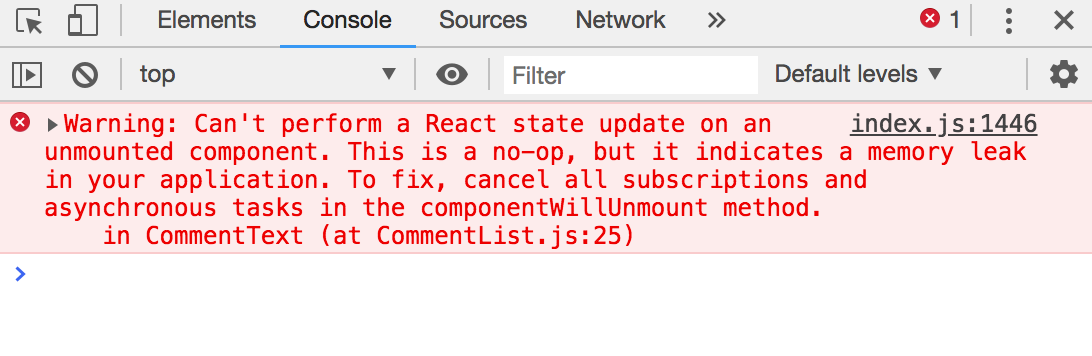 Elements Console Sources Network » 1
top Filter Default levels
Warning: Can't perform a React state update on an index.js:1446
unmounted component. This is a no-op, but it indicates a memory leak
in your application. To fix, cancel all subscriptions and
asynchronous tasks in the componentWillUnmount method.
in CommentText (at CommentList.js:25)